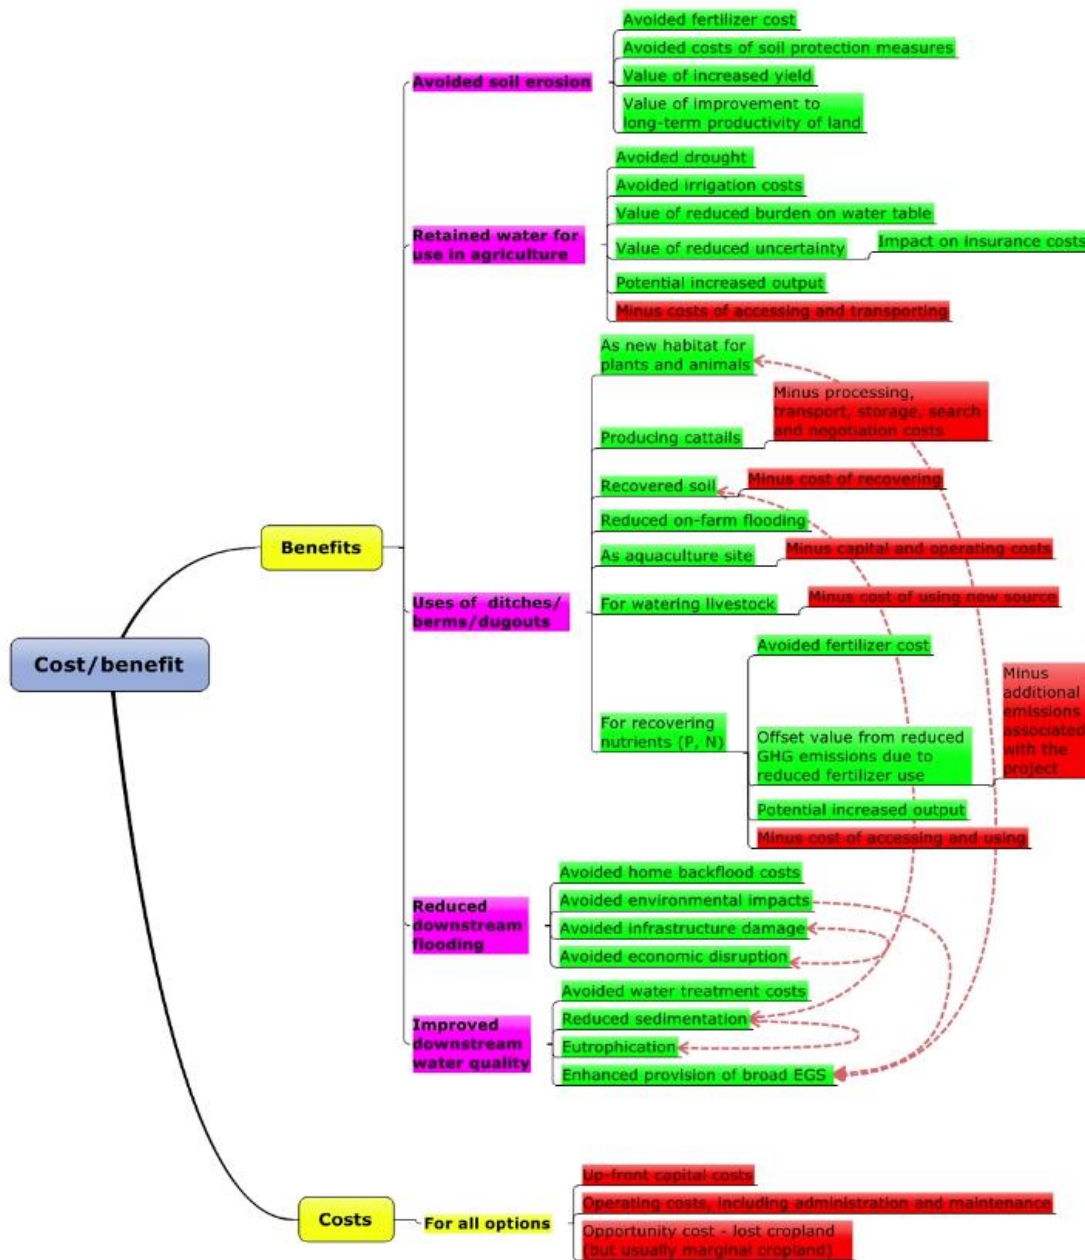 Avoided fertilizer cost
Avoided costs of soil protection measures
Avoided soil erosion
Value of increased yield
Value of improvement to
long-term productivity of land
Avoided drought
Avoided irrigation costs
Value of reduced burden on water table
Retained water for
use in agriculture
Value of reduced uncertainty
Impact on insurance costs
Potential increased output
Minus costs of accessing and transporting
As new habitat for
plants and animals
Minus processing,
transport, storage, search
and negotiation costs
Producing cattails
Recovered soil
Minus cost of recovering
Reduced on-farm flooding
Benefits
As aquaculture site
Minus capital and operating costs
Uses of ditches/
berms/dugouts
For watering livestock
Minus cost of using new source
Avoided fertilizer cost
Cost/benefit
Minus
additional
emissions
associated
with the
project
For recovering
nutrients (P, N)
Offset value from reduced
GHG emissions due to
reduced fertilizer use
Potential increased output
Minus cost of accessing and using
Avoided home backflood costs
Avoided environmental impacts
Reduced
downstream
flooding
Avoided infrastructure damage
Avoided economic disruption
Avoided water treatment costs
Improved
downstream
water quality
Reduced sedimentation
Eutrophication
Enhanced provision of broad EGS
Up-front capital costs
Costs
For all options
Operating costs, including administration and maintenance
Opportunity cost - lost cropland
(but usually marginal cropland)